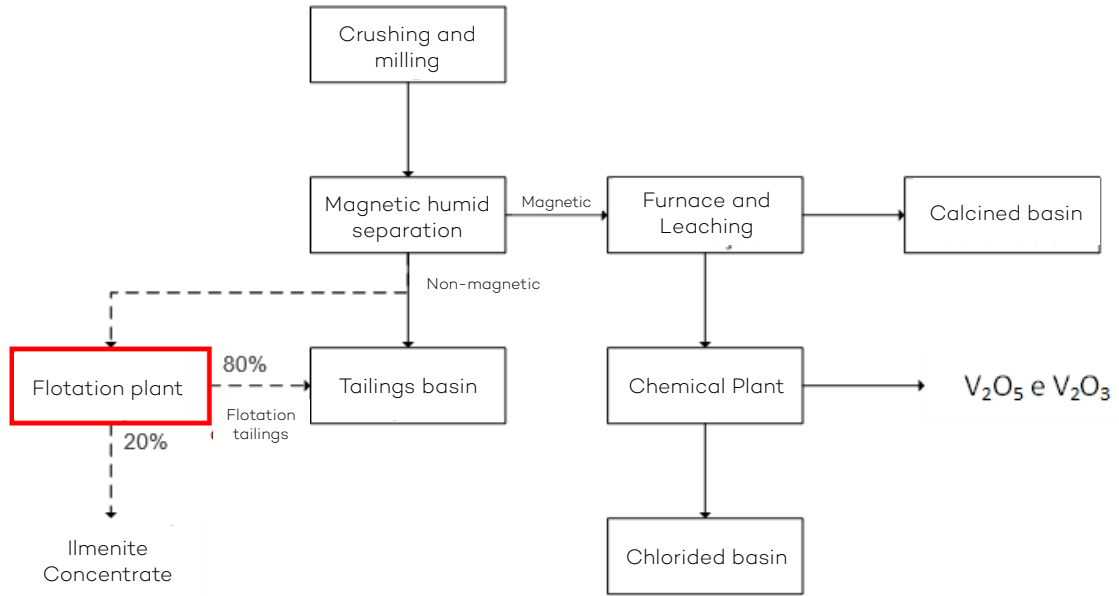 Crushing and
milling
Magnetic humid
separation
Magnetic
Furnace and
Leaching
Calcined basin
Non-magnetic
Flotation plant
80%
Flotation
tailings
Tailings basin
Chemical Plant
V₂O₅ e V₂O₃
20%
Ilmenite
Concentrate
Chlorided basin